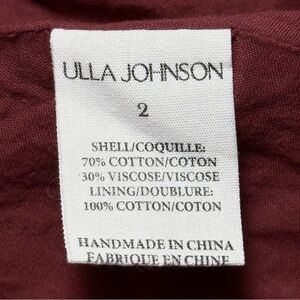 ULLA JOHNSON
2
SHELL/COQUILLE:
70% COTTON/COTON
30% VISCOSE/VISCOSE
LINING/DOUBLURE:
100% COTTON/COTON
HANDMADE IN CHINA
FABRIQUE EN CHINE